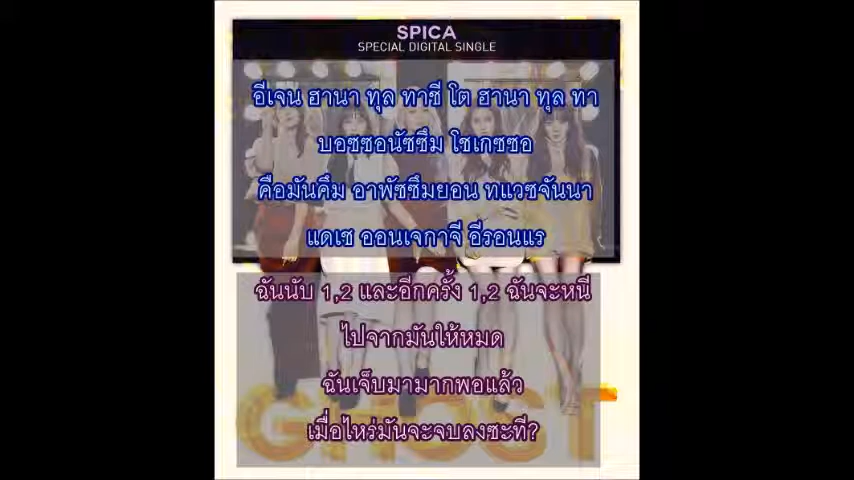 SPICA
SPECIAL DIGITAL SINGLE
อีเจน ฮานา ทุล ทาชี โต ฮานา ทุล ทา
บอซซอนัซซึม โชเกซซอ
คือมันคึม อาพัซซึมยอน ทแวซจันนา
แดเช ออนเจกาจี อีรอนแร
ฉันนับ 1,2 และอีกครั้ง 1,2 ฉันจะหนี
ไปจากมันให้หมด
ฉันเจ็บมามากพอแล้ว
เมื่อไหร่มันจะจบลงซะที?
GHOST